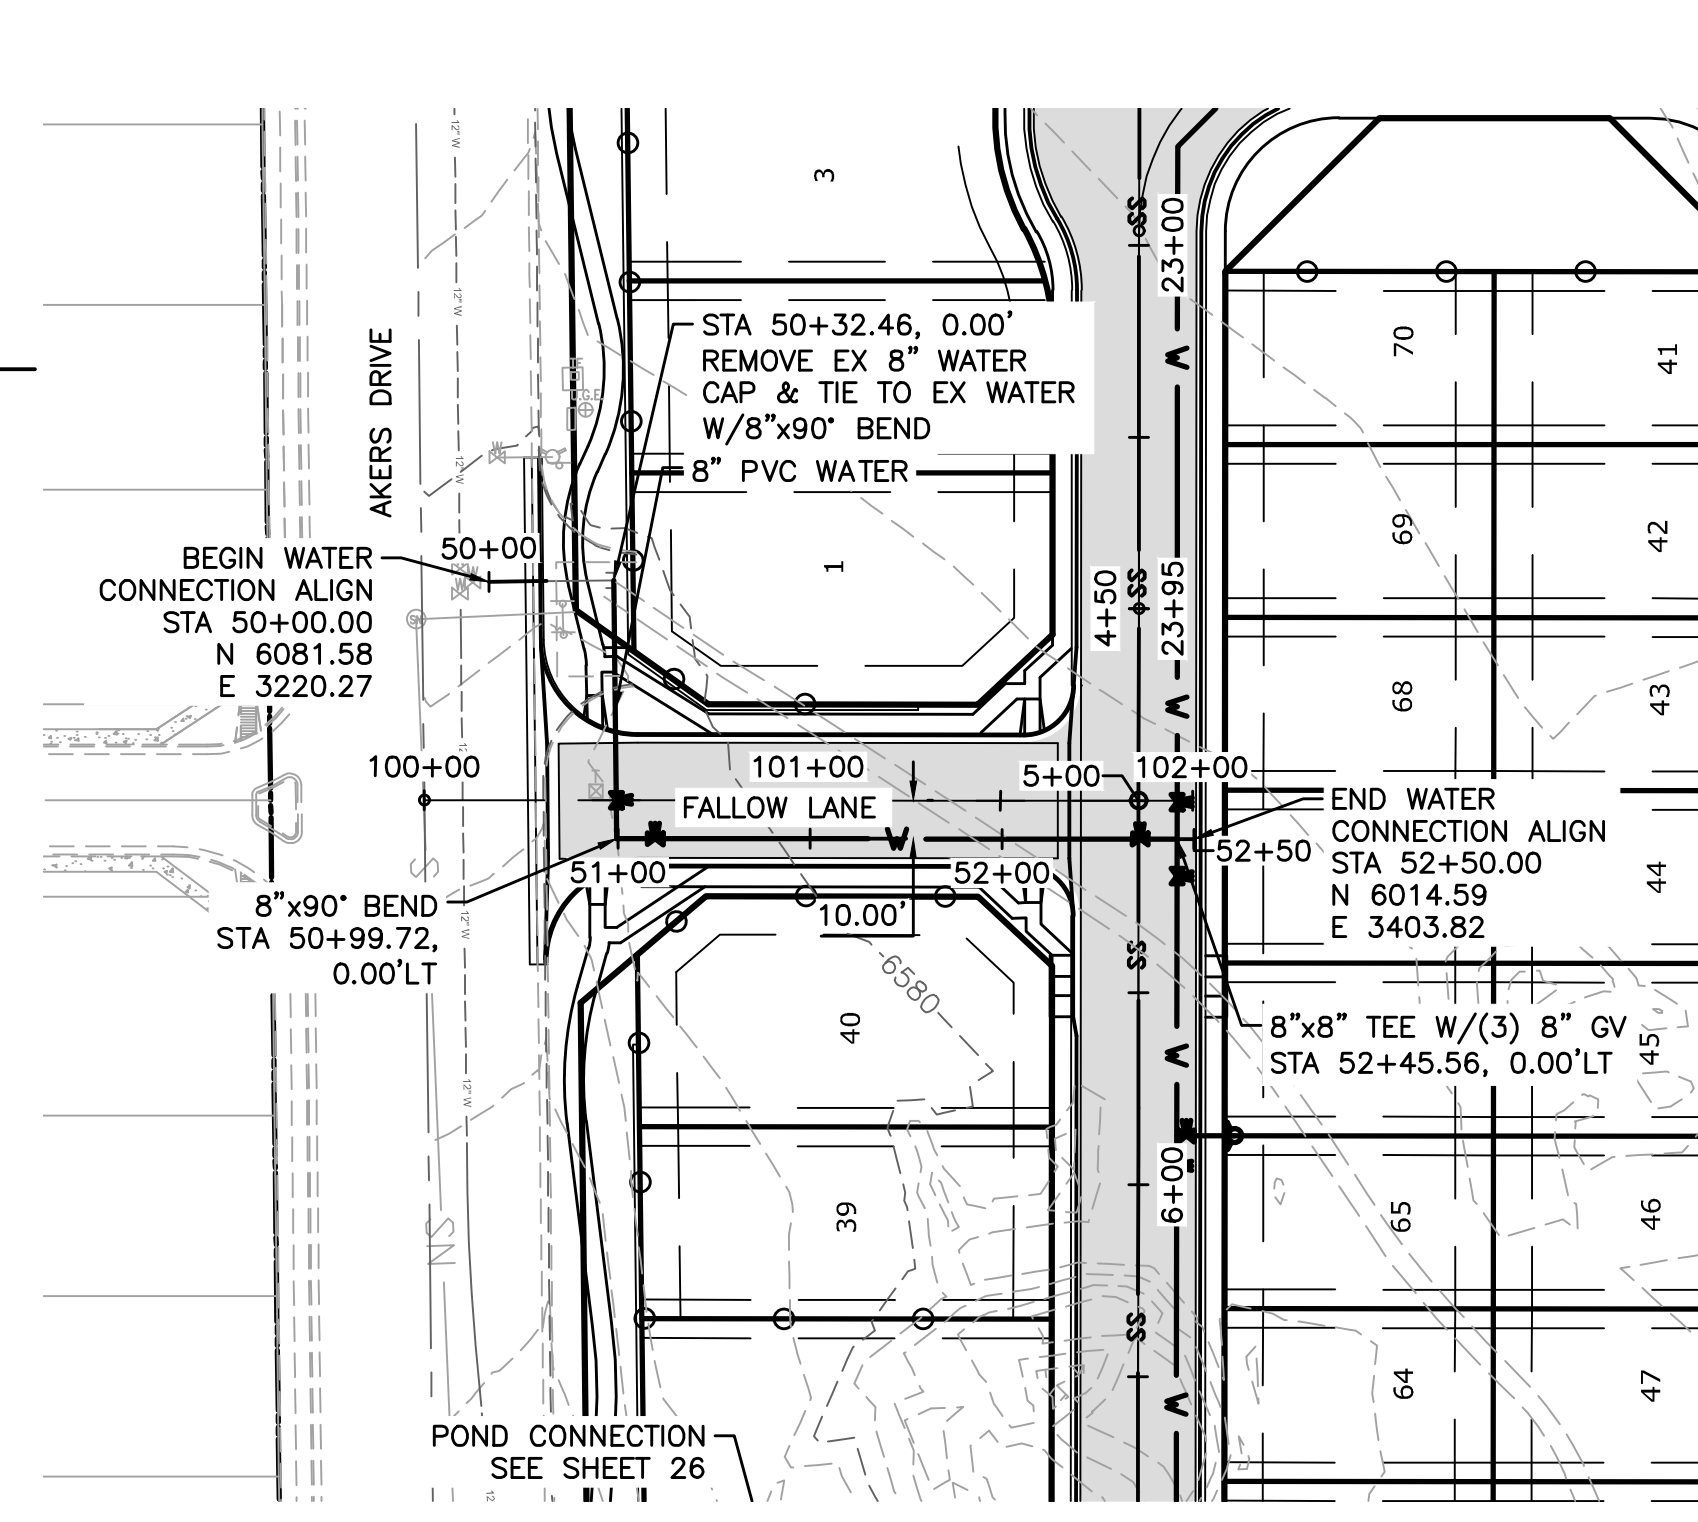 12" W
3
SS
23+00
AKERS DRIVE
STA 50+32.46, 0.00'
REMOVE EX 8" WATER
CAP & TIE TO EX WATER
W/8"x90° BEND
8" PVC WATER
12" W
12" W
W
W
70
41
50+00
BEGIN WATER
CONNECTION ALIGN
STA 50+00.00
N 6081.58
E 3220.27
1
4+50
SS
23+95
69
42
68
43
W
100+00
101+00
5+00
102+00
FALLOW LANE
W
12" W
END WATER
CONNECTION ALIGN
STA 52+50.00
N 6014.59
E 3403.82
52+50
51+00
52+00
10.00'
8"x90° BEND
STA 50+99.72,
0.00'LT
S
12" W
44
SS
6580
40
8"x8" TEE W/(3) 8" GV
STA 52+45.56, 0.00'LT
45
W
12" W
6+00
39
65
46
SS
64
47
W
POND CONNECTION
SEE SHEET 26
12